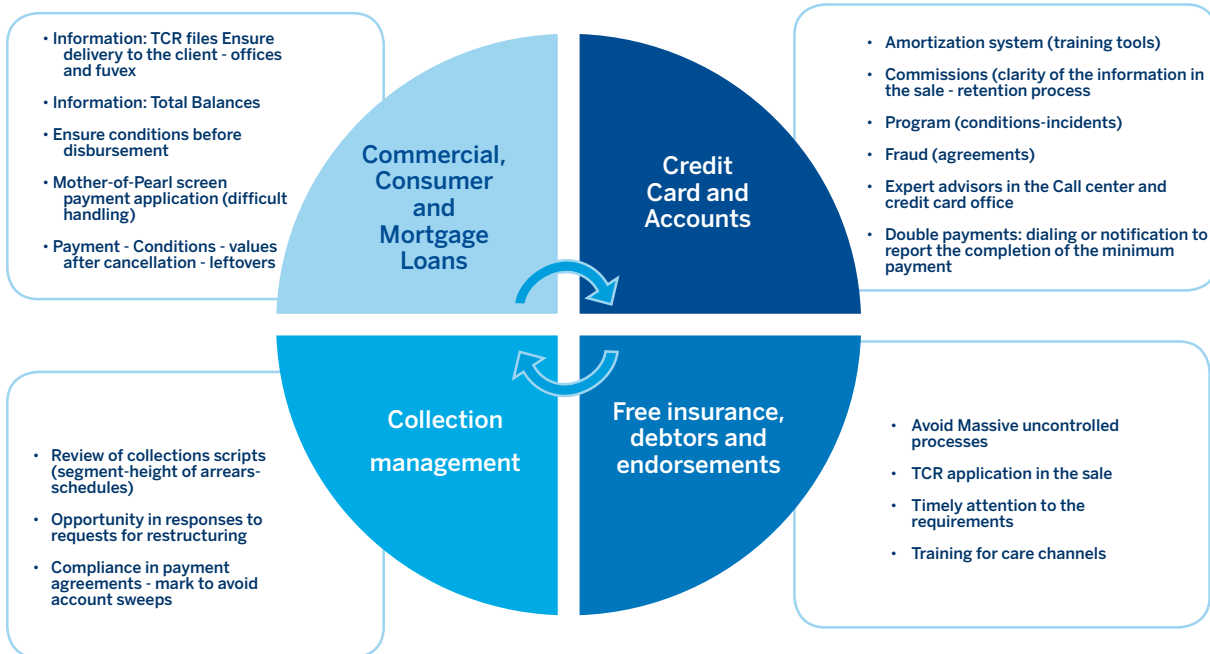 • Information: TCR files Ensure
delivery to the client - offices
and fuvex
• Information: Total Balances
• Ensure conditions before
disbursement
• Mother-of-Pearl screen
payment application (difficult
handling)
• Payment - Conditions - values
after cancellation - leftovers
Commercial,
Consumer
and
Mortgage
Loans
Credit
Card and
Accounts
• Amortization system (training tools)
• Commissions (clarity of the information in
the sale - retention process
• Program (conditions-incidents)
• Fraud (agreements)
• Expert advisors in the Call center and
credit card office
• Double payments: dialing or notification to
report the completion of the minimum
payment
• Review of collections scripts
(segment-height of arrears-
schedules)
• Opportunity in responses to
requests for restructuring
• Compliance in payment
agreements - mark to avoid
account sweeps
Collection
management
Free insurance,
debtors and
endorsements
• Avoid Massive uncontrolled
processes
• TCR application in the sale
• Timely attention to the
requirements
• Training for care channels